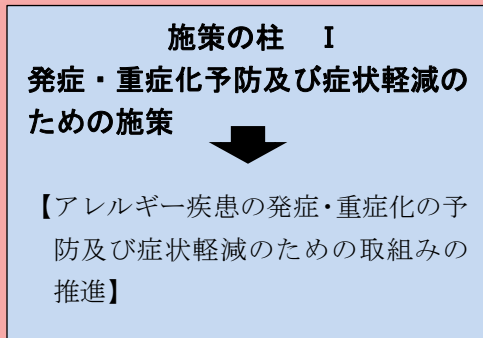 施策の柱　Ⅰ
発症・重症化予防及び症状軽減の
ための施策
【アレルギー疾患の発症・重症化の予
防及び症状軽減のための取組みの
推進】